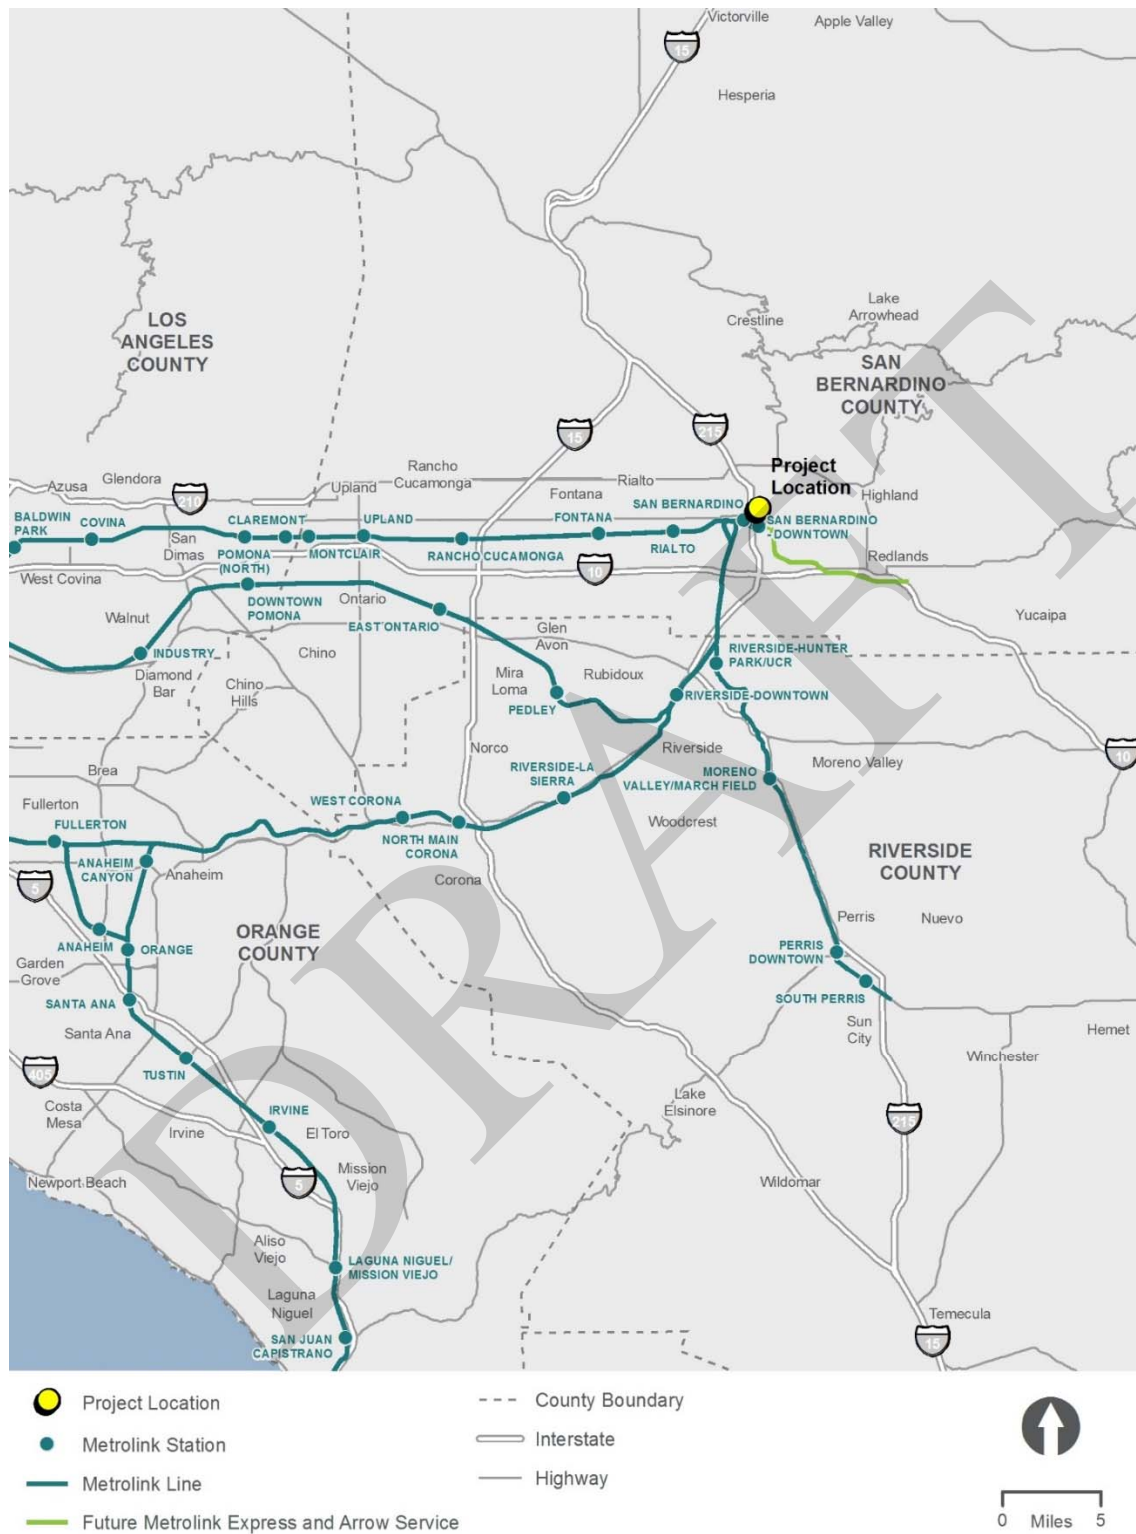 Victorville
Apple Valley
15
Hesperia
Lake
Arrowhead
Crestline
LOS
ANGELES
COUNTY
SAN
BERNARDINO
COUNTY
15
215
Project
Location
Glendora
Azusa
210
Rancho
Cucamonga
Upland
Rialto
Fontana
Highland
BALDWIN
PARK
COVINA
CLAREMONT
UPLAND
FONTANA
SAN BERNARDINO
SAN BERNARDINO
-DOWNTOWN
San
Dimas
POMONA
(NORTH)
MONTCLAIR
RANCHO CUCAMONGA
RIALTO
Redlands
West Covina
10
Walnut
DOWNTOWN
POMONA
Ontario
EAST ONTARIO
Yucaipa
Glen
Avon
INDUSTRY
Chino
RIVERSIDE-HUNTER
PARK/UCR
Diamond
Bar
Chino
Hills
Mira
Loma
Rubidoux
PEDLEY
RIVERSIDE-DOWNTOWN
Norco
Riverside
10
Brea
RIVERSIDE-LA
SIERRA
MORENO
VALLEY/MARCH FIELD
Moreno Valley
Fullerton
FULLERTON
WEST CORONA
NORTH MAIN
CORONA
Woodcrest
ANAHEIM
CANYON
Anaheim
5
Corona
RIVERSIDE
COUNTY
ORANGE
COUNTY
Perris
Nuevo
ANAHEIM
ORANGE
Garden
Grove
PERRIS
DOWNTOWN
SANTA ANA
SOUTH PERRIS
Santa Ana
Sun
City
Hemet
Winchester
405
TUSTIN
Costa
Mesa
Irvine
IRVINE
El Toro
Lake
Elsinore
215
Newport Beach
5
Mission
Viejo
Wildomar
Aliso
Viejo
LAGUNA NIGUEL/
MISSION VIEJO
Laguna
Niguel
Temecula
15
SAN JUAN
CAPISTRANO
DRAFT
Project Location
Metrolink Station
Metrolink Line
Future Metrolink Express and Arrow Service
County Boundary
Interstate
Highway
0 Miles 5